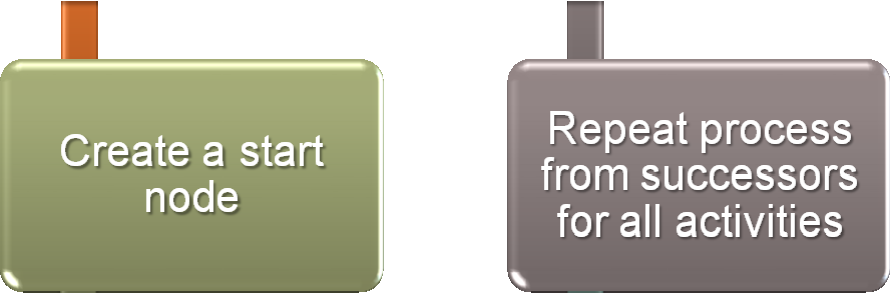 Create a start
node
Repeat process
from successors
for all activities